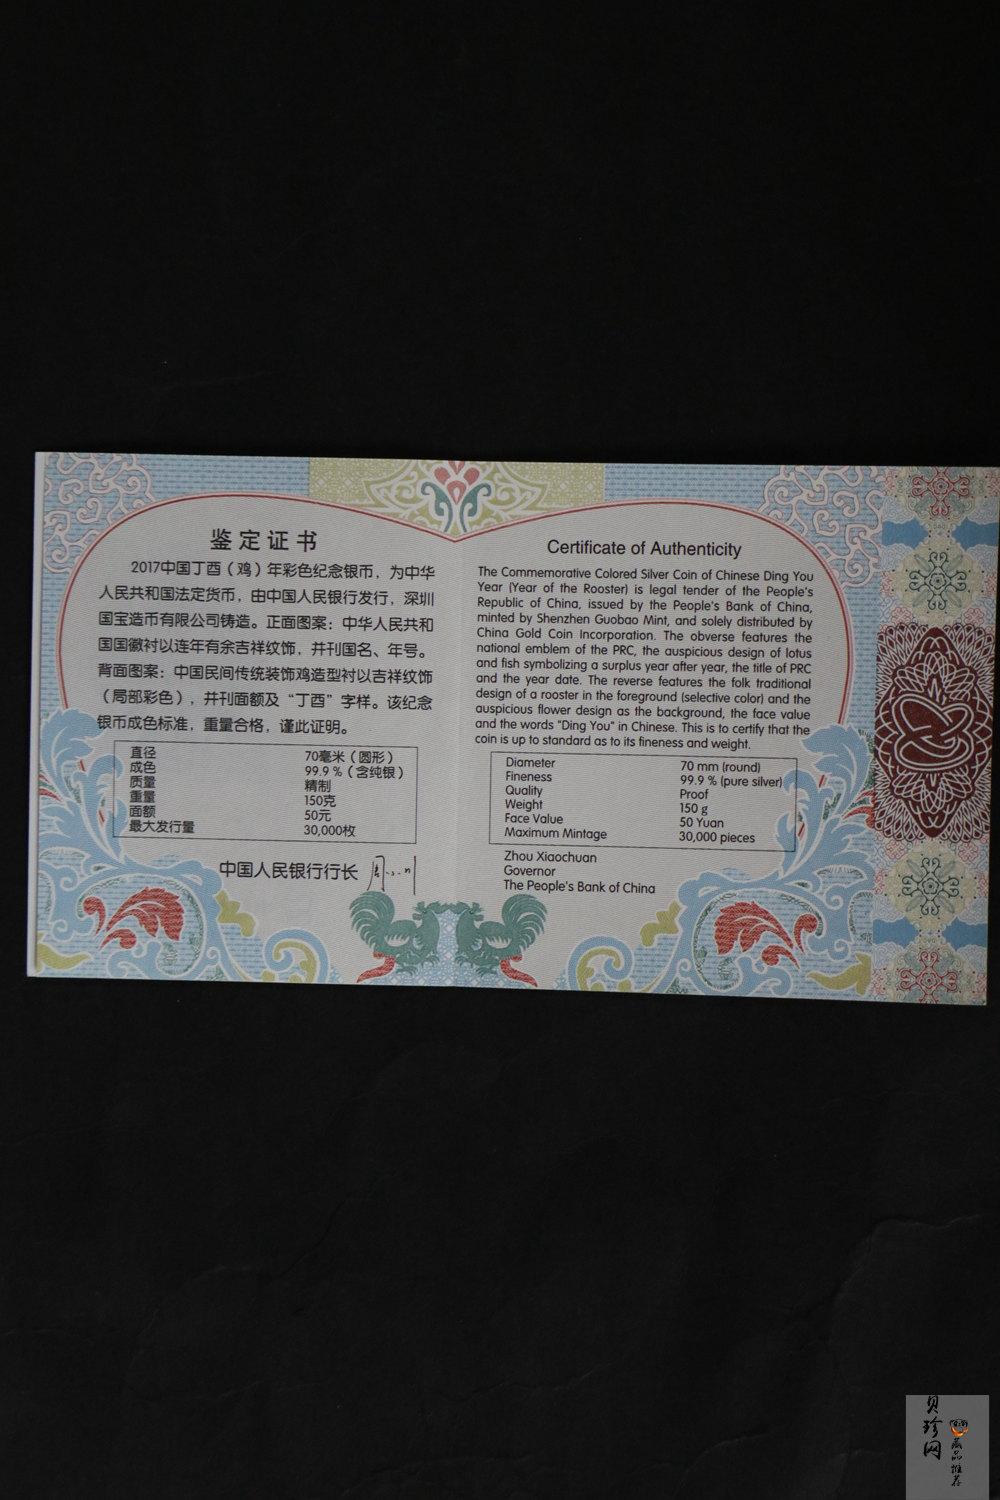 鉴定证书
2017中国丁酉（鸡）年彩色纪念银币，为中华
人民共和国法定货币，由中国人民银行发行，深圳
国宝造币有限公司铸造。正面图案：中华人民共和
国国徽衬以连年有余吉祥纹饰，并刊国名、年号。
背面图案：中国民间传统装饰鸡造型衬以吉祥纹饰
（局部彩色），并刊面额及“丁酉”字样。该纪念
银币成色标准，重量合格，谨此证明。
直径 70毫米（圆形）
成色 99.9 %（含纯银）
质量 精制
重量 150克
面额 50元
最大发行量 30,000枚
中国人民银行行长
Certificate of Authenticity
The Commemorative Colored Silver Coin of Chinese Ding You
Year (Year of the Rooster) is legal tender of the People's
Republic of China, issued by the People's Bank of China,
minted by Shenzhen Guobao Mint, and solely distributed by
China Gold Coin Incorporation. The obverse features the
national emblem of the PRC, the auspicious design of lotus
and fish symbolizing a surplus year after year, the title of PRC
and the year date. The reverse features the folk traditional
design of a rooster in the foreground (selective color) and the
auspicious flower design as the background, the face value
and the words "Ding You" in Chinese. This is to certify that the
coin is up to standard as to its fineness and weight.
Diameter 70 mm (round)
Fineness 99.9 % (pure silver)
Quality Proof
Weight 150 g
Face Value 50 Yuan
Maximum Mintage 30,000 pieces
Zhou Xiaochuan
Governor
The People's Bank of China
贝珍网
藏品推荐